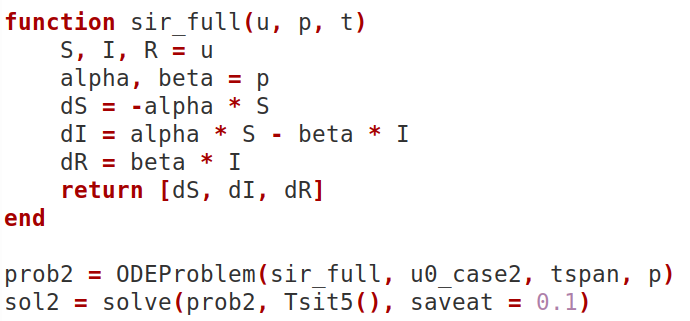 function sir_full(u, p, t)
    S, I, R = u
    alpha, beta = p
    dS = -alpha * S
    dI = alpha * S - beta * I
    dR = beta * I
    return [dS, dI, dR]
end

prob2 = ODEProblem(sir_full, u0_case2, tspan, p)
sol2 = solve(prob2, Tsit5(), saveat = 0.1)